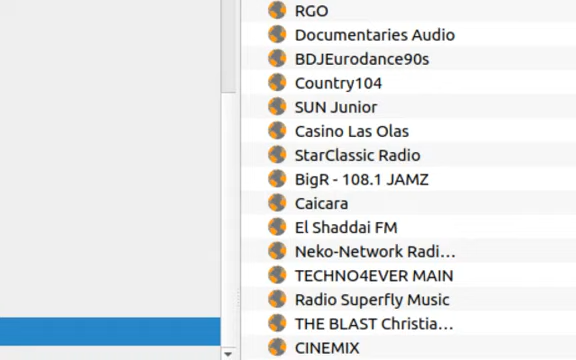 RGO
Documentaries Audio
BDJEurodance90s
Country104
SUN Junior
Casino Las Olas
StarClassic Radio
BigR - 108.1 JAMZ
Caicara
El Shaddai FM
Neko-Network Radi...
TECHNO4EVER MAIN
Radio Superfly Music
THE BLAST Christia...
CINEMIX